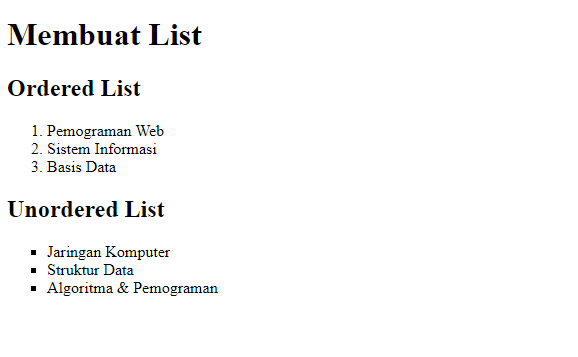 Membuat List
Ordered List
1. Pemograman Web
2. Sistem Informasi
3. Basis Data
Unordered List
▪ Jaringan Komputer
▪ Struktur Data
▪ Algoritma & Pemograman